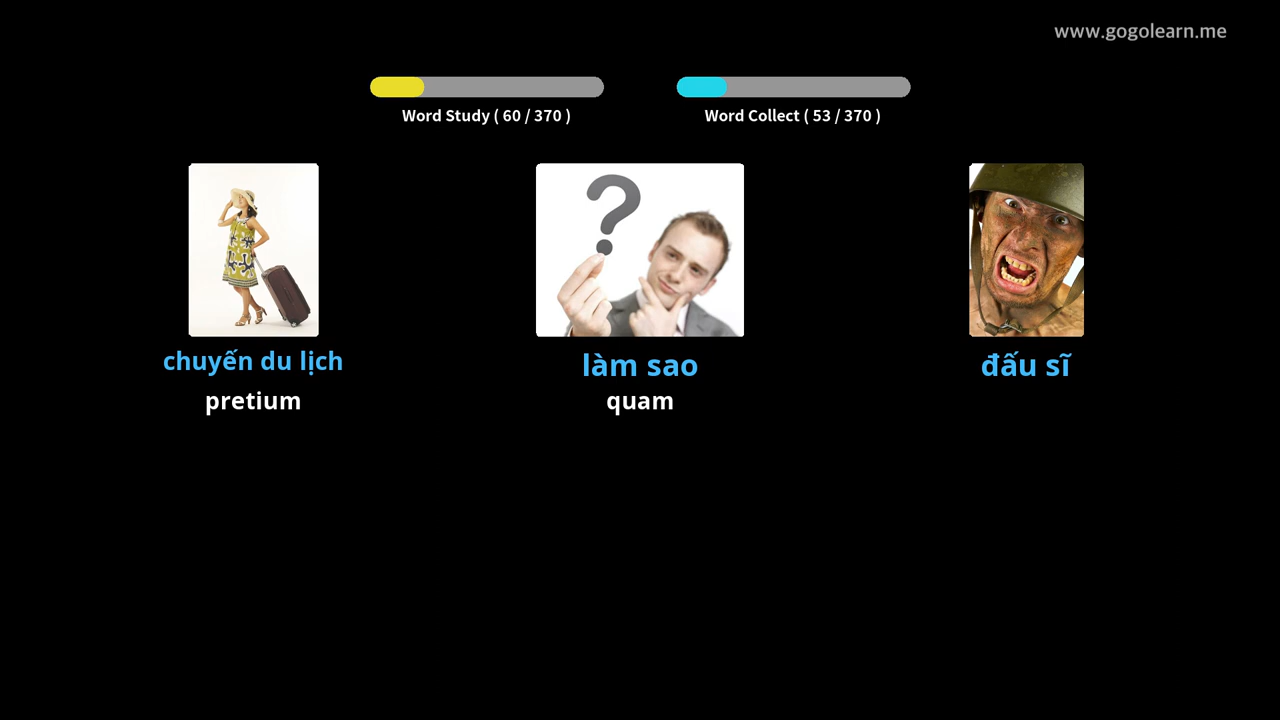 www.gogolearn.me
Word Study ( 60 / 370 )
Word Collect ( 53 / 370 )
chuyến du lịch
làm sao
đấu sĩ
pretium
quam